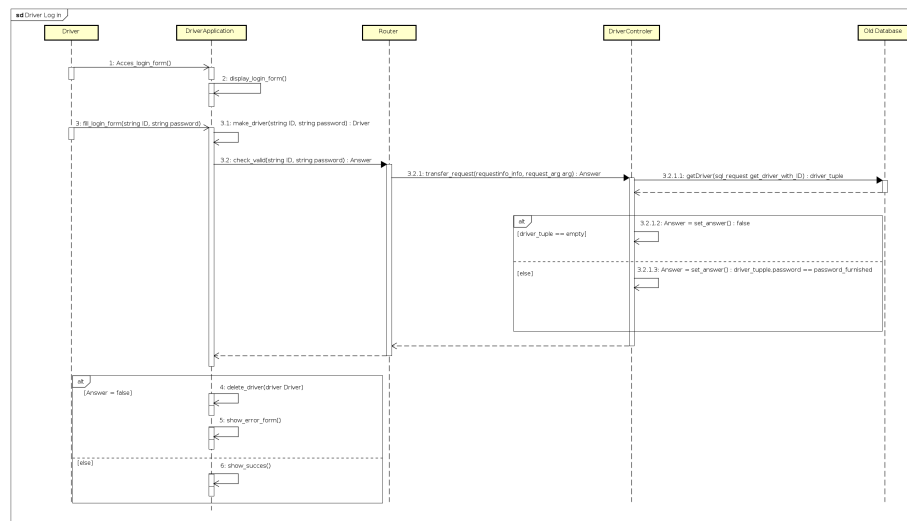 sd Driver Log in
Driver
DriverApplication
Router
DriverControler
Old Database
1: Acces_login_form()
2: display_login_form()
3: fill_login_form(string ID, string password)
3.1: make_driver(string ID, string password) : Driver
3.2: check_valid(string ID, string password) : Answer
3.2.1: transfer_request(requestinfo_info, request_arg arg) : Answer
3.2.1.1: getDriver(sql_request get_driver_with_ID) : driver_tuple
alt
[driver_tuple == empty]
3.2.1.2: Answer = set_answer() : false
[else]
3.2.1.3: Answer = set_answer() : driver_tupple.password == password_furnished
alt
[Answer = false]
4: delete_driver(driver Driver)
5: show_error_form()
[else]
6: show_succes()